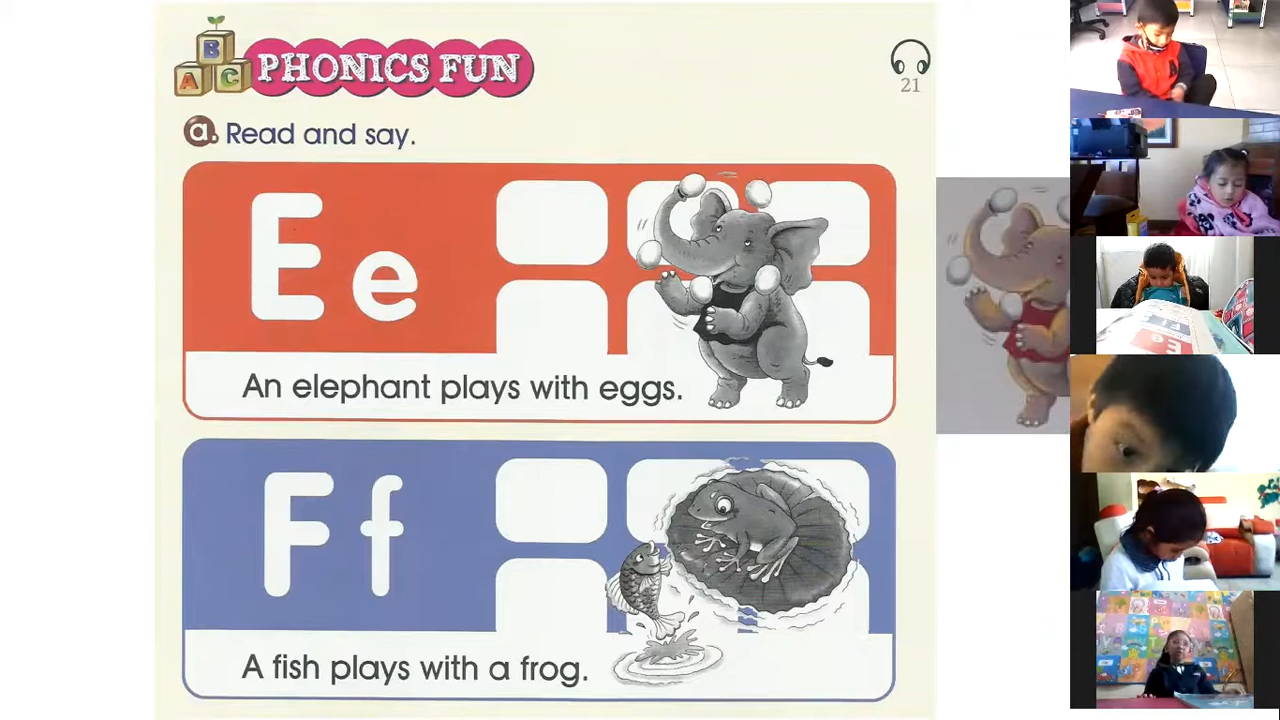 B
A C PHONICS FUN
21
a. Read and say.
E e
An elephant plays with eggs.
F f
A fish plays with a frog.